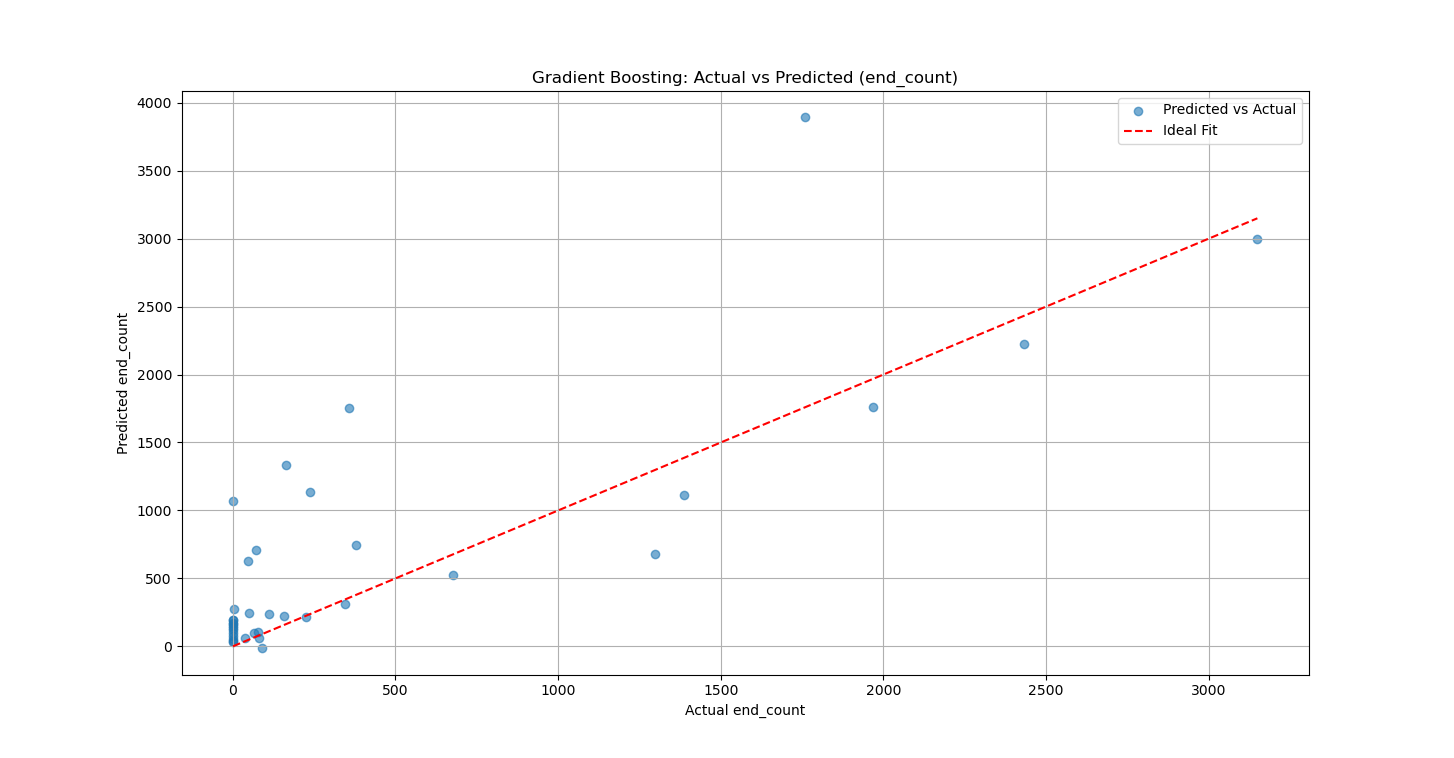 Gradient Boosting: Actual vs Predicted (end_count)
Predicted vs Actual
Ideal Fit
4000
3500
3000
2500
2000
1500
1000
500
0
Predicted end_count
0 500 1000 1500 2000 2500 3000
Actual end_count